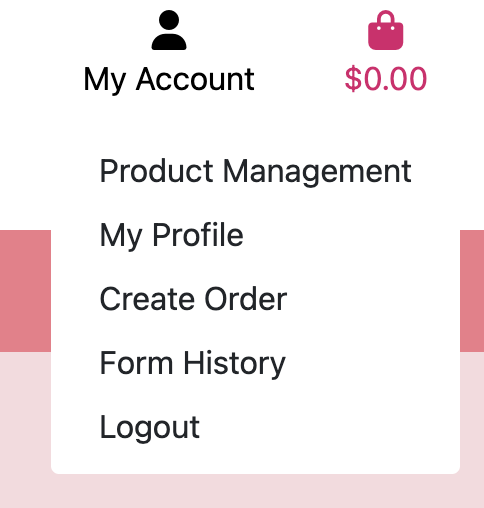 My Account
$0.00
Product Management
My Profile
Create Order
Form History
Logout